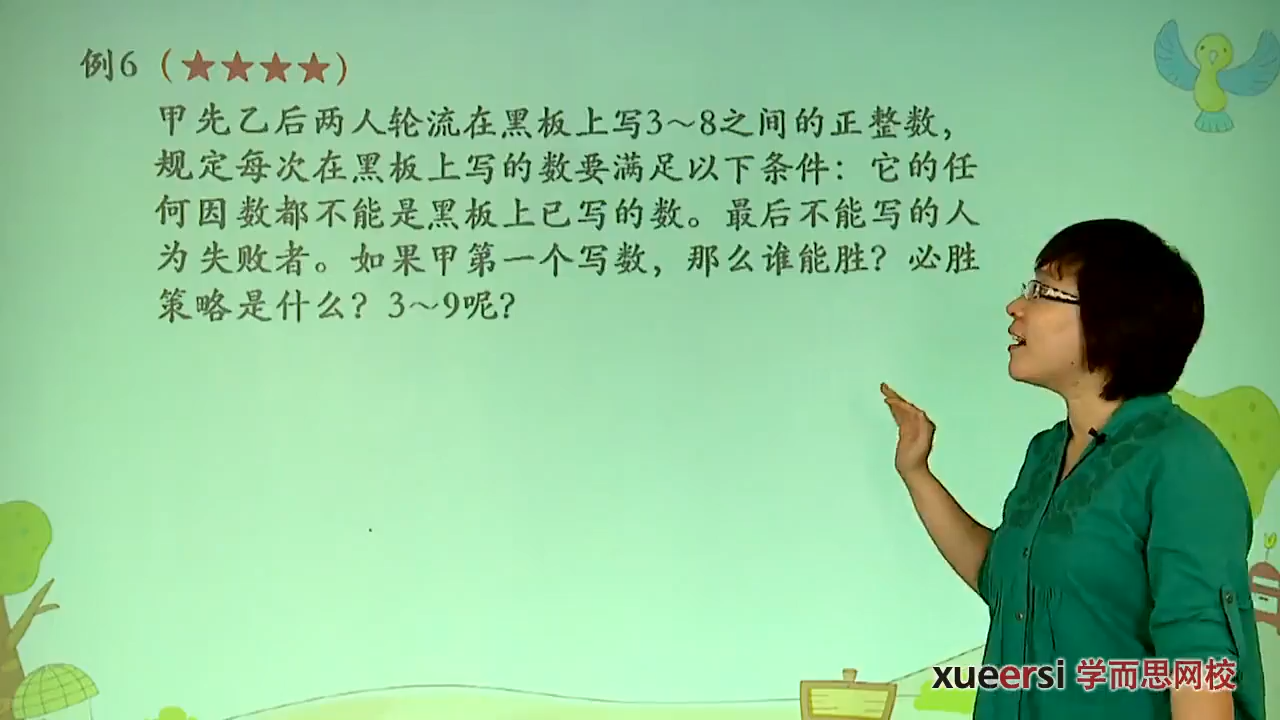 例6（★★★★）
甲先乙后两人轮流在黑板上写3～8之间的正整数，
规定每次在黑板上写的数要满足以下条件：它的任
何因数都不能是黑板上已写的数。最后不能写的人
为失败者。如果甲第一个写数，那么谁能胜？必胜
策略是什么？3～9呢？
xueersi 学而思网校